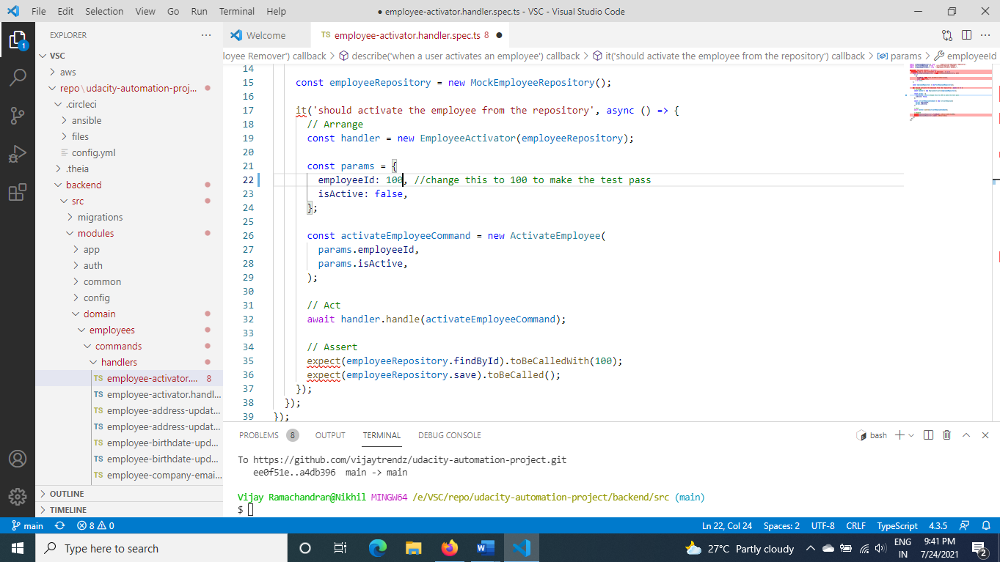 File Edit Selection View Go Run Terminal Help ● employee-activator.handler.spec.ts - VSC - Visual Studio Code
EXPLORER ···
Welcome
TS employee-activator.handler.spec.ts 8 ●
loyee Remover') callback > describe('when a user activates an employee') callback > it('should activate the employee from the repository') callback > params > employeeId
1
VSC
aws
repo \ udacity-automation-proj...
.circleci
ansible
files
config.yml
.theia
backend
src
migrations
modules
app
auth
common
config
domain
employees
commands
handlers
TS employee-activator.... 8
TS employee-activator.handl...
TS employee-address-updat...
TS employee-address-updat...
TS employee-birthdate-upd...
TS employee-birthdate-upd...
TS employee-company-emai...
OUTLINE
TIMELINE
14
15 const employeeRepository = new MockEmployeeRepository();
16
17 it('should activate the employee from the repository', async () => {
18 // Arrange
19 const handler = new EmployeeActivator(employeeRepository);
20
21 const params = {
22 employeeId: 100, //change this to 100 to make the test pass
23 isActive: false,
24 };
25
26 const activateEmployeeCommand = new ActivateEmployee(
27 params.employeeId,
28 params.isActive,
29 );
30
31 // Act
32 await handler.handle(activateEmployeeCommand);
33
34 // Assert
35 expect(employeeRepository.findById).toBeCalledWith(100);
36 expect(employeeRepository.save).toBeCalled();
37 });
38 });
39 });
PROBLEMS 8 OUTPUT TERMINAL DEBUG CONSOLE bash
To https://github.com/vijaytrendz/udacity-automation-project.git
ee0f51e..a4db396 main -> main
Vijay Ramachandran@Nikhil MINGW64 /e/VSC/repo/udacity-automation-project/backend/src (main)
$
main 8 0 Ln 22, Col 24 Spaces: 2 UTF-8 CRLF TypeScript 4.3.5
Type here to search
27°C Partly cloudy
ENG
IN
9:41 PM
7/24/2021
2